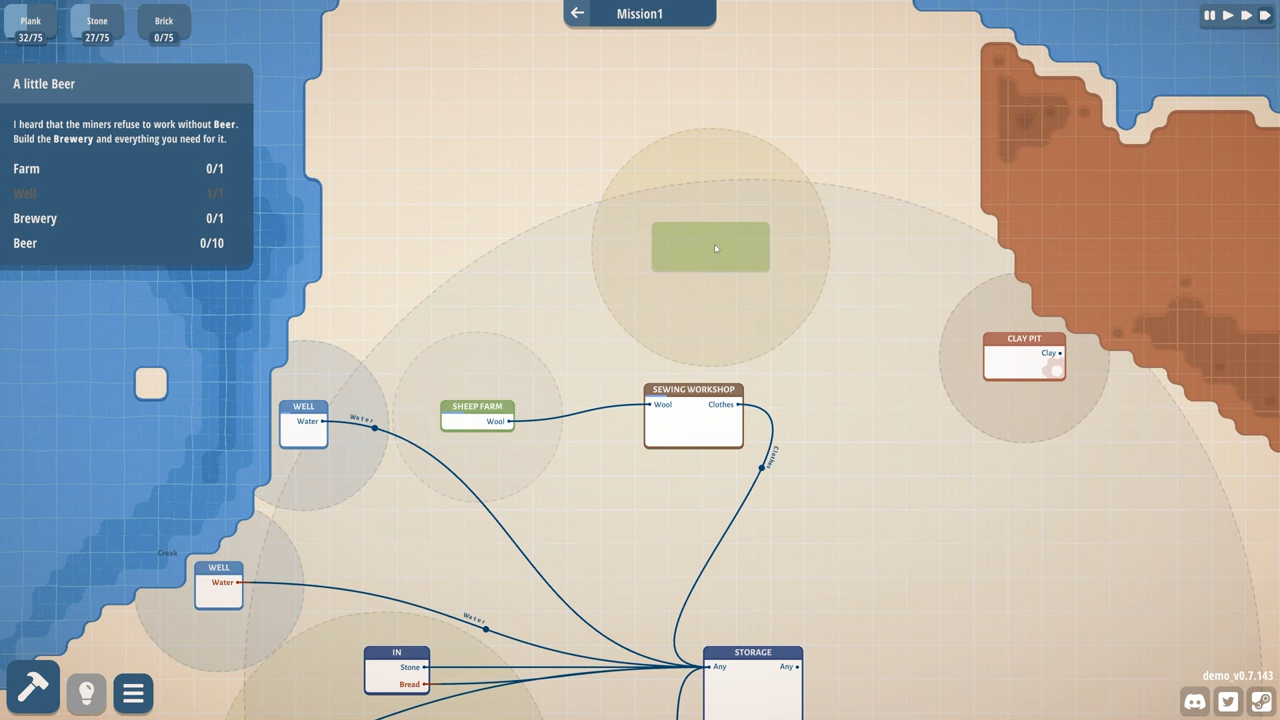 Plank
32/75
Stone
27/75
Brick
0/75
Mission1
A little Beer
I heard that the miners refuse to work without Beer.
Build the Brewery and everything you need for it.
Farm 0/1
Well 1/1
Brewery 0/1
Beer 0/10
CLAY PIT
Clay
SEWING WORKSHOP
Wool Clothes
Clothes
SHEEP FARM
Wool
WELL
Water
Water
Creak
WELL
Water
Water
IN
Stone
Bread
STORAGE
Any Any
demo_v0.7.143